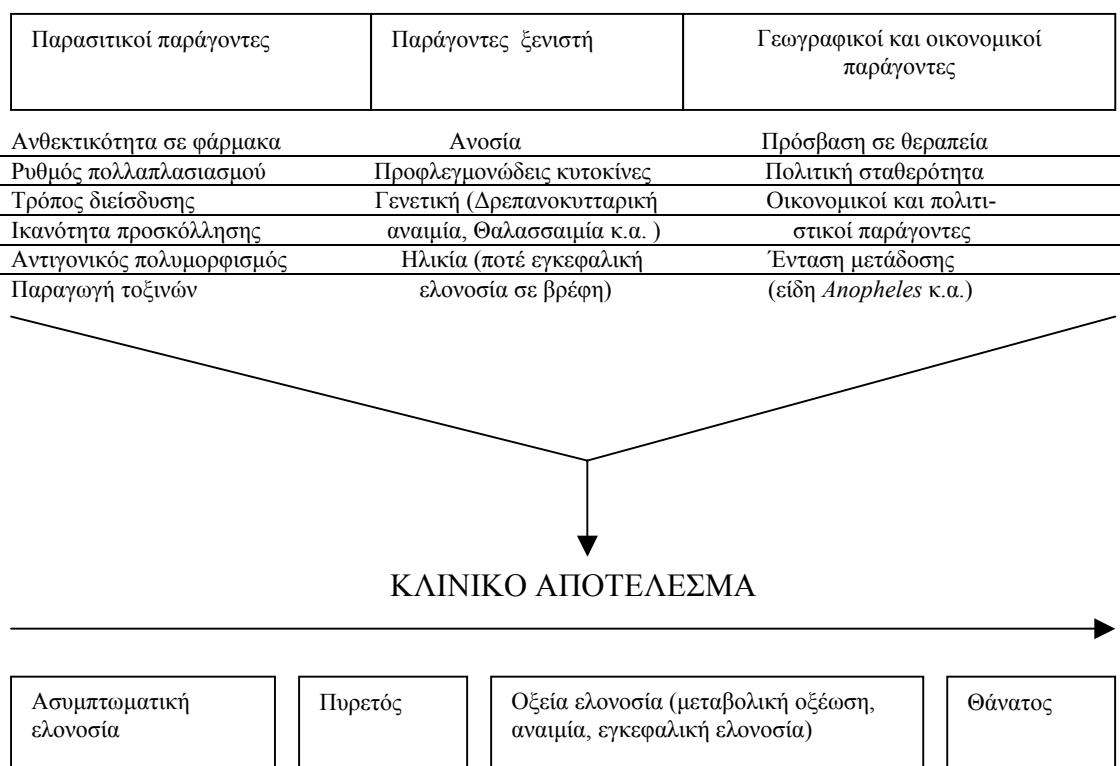 Παρασιτικοί παράγοντες
Παράγοντες ξενιστή
Γεωγραφικοί και οικονομικοί
παράγοντες
Ανθεκτικότητα σε φάρμακα
Ανοσία
Πρόσβαση σε θεραπεία
Ρυθμός πολλαπλασιασμού
Προφλεγμονώδεις κυτοκίνες
Πολιτική σταθερότητα
Τρόπος διείσδυσης
Γενετική (Δρεπανοκυτταρική
Οικονομικοί και πολιτι-
Ικανότητα προσκόλλησης
αναιμία, Θαλασσαιμία κ.α. )
στικοί παράγοντες
Αντιγονικός πολυμορφισμός
Ηλικία (ποτέ εγκεφαλική
Ένταση μετάδοσης
Παραγωγή τοξινών
ελονοσία σε βρέφη)
(είδη Anopheles κ.α.)
ΚΛΙΝΙΚΟ ΑΠΟΤΕΛΕΣΜΑ
Ασυμπτωματική
ελονοσία
Πυρετός
Οξεία ελονοσία (μεταβολική οξέωση,
αναιμία, εγκεφαλική ελονοσία)
Θάνατος